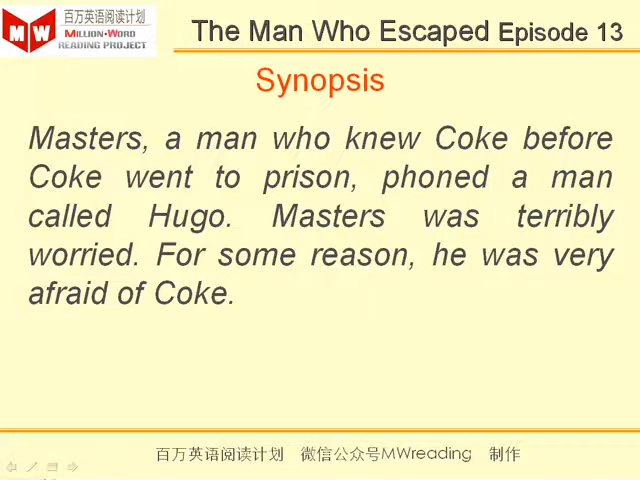 百万英语阅读计划
MW MILLION-WORD
READING PROJECT
The Man Who Escaped Episode 13
Synopsis
Masters, a man who knew Coke before
Coke went to prison, phoned a man
called Hugo. Masters was terribly
worried. For some reason, he was very
afraid of Coke.
百万英语阅读计划 微信公众号MWreading 制作